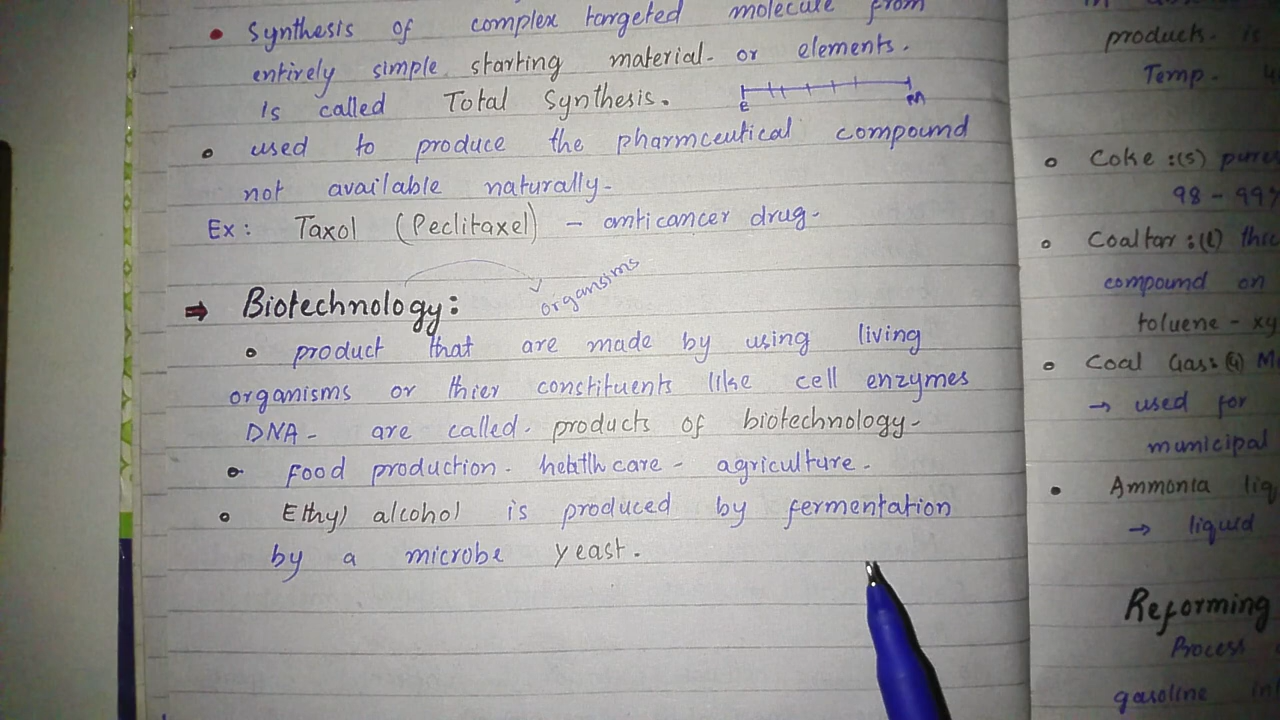 • Synthesis of complex targeted molecule from
entirely simple starting material. or elements.
is called Total Synthesis.
E m
• used to produce the pharmceutical compound
not available naturally-
Ex: Taxol (Peclitaxel) - anticancer drug-
⇒ Biotechnology:
organsims
• product that are made by using living
organisms or thier constituents like cell enzymes
DNA- are called. products of biotechnology-
• food production. helth care - agriculture.
• Ethyl alcohol is produced by fermentation
by a microbe yeast.
products. is
Temp.
• Coke :(s)
98-99%
• Coaltar :(l)
compound on
toluene - xy
• Coal Gas:(g) M
→ used for
municipal
• Ammonia liq
→ liquid
Reforming
Process
gasoline in